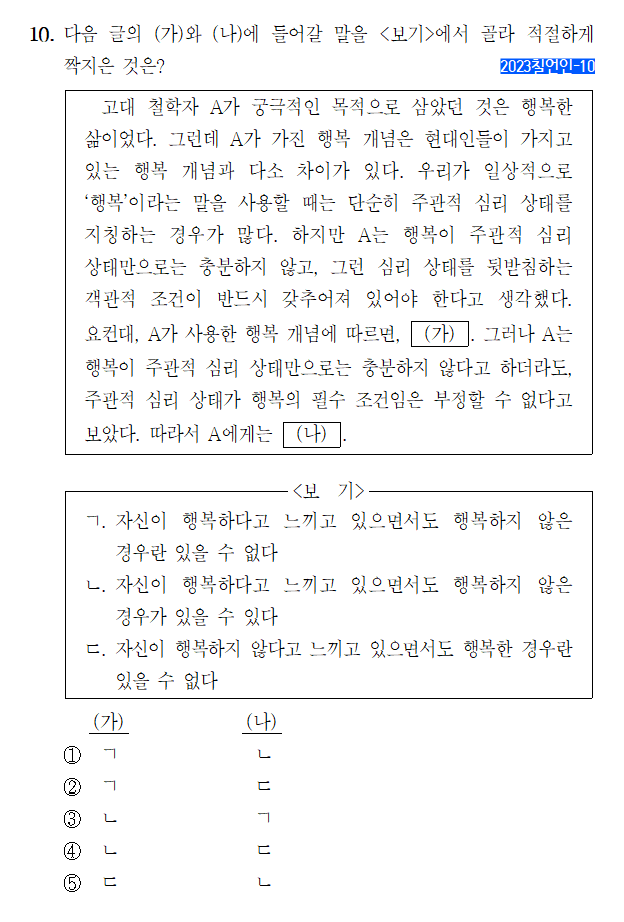 10. 다음 글의 (가)와 (나)에 들어갈 말을 <보기>에서 골라 적절하게
짝지은 것은?
2023칠언인-10
고대 철학자 A가 궁극적인 목적으로 삼았던 것은 행복한
삶이었다. 그런데 A가 가진 행복 개념은 현대인들이 가지고
있는 행복 개념과 다소 차이가 있다. 우리가 일상적으로
‘행복’이라는 말을 사용할 때는 단순히 주관적 심리 상태를
지칭하는 경우가 많다. 하지만 A는 행복이 주관적 심리
상태만으로는 충분하지 않고, 그런 심리 상태를 뒷받침하는
객관적 조건이 반드시 갖추어져 있어야 한다고 생각했다.
요컨대, A가 사용한 행복 개념에 따르면, (가) . 그러나 A는
행복이 주관적 심리 상태만으로는 충분하지 않다고 하더라도,
주관적 심리 상태가 행복의 필수 조건임은 부정할 수 없다고
보았다. 따라서 A에게는 (나) .
<보 기>
ㄱ. 자신이 행복하다고 느끼고 있으면서도 행복하지 않은
경우란 있을 수 없다
ㄴ. 자신이 행복하다고 느끼고 있으면서도 행복하지 않은
경우가 있을 수 있다
ㄷ. 자신이 행복하지 않다고 느끼고 있으면서도 행복한 경우란
있을 수 없다
(가) (나)
① ㄱ ㄴ
② ㄱ ㄷ
③ ㄴ ㄱ
④ ㄴ ㄷ
⑤ ㄷ ㄴ